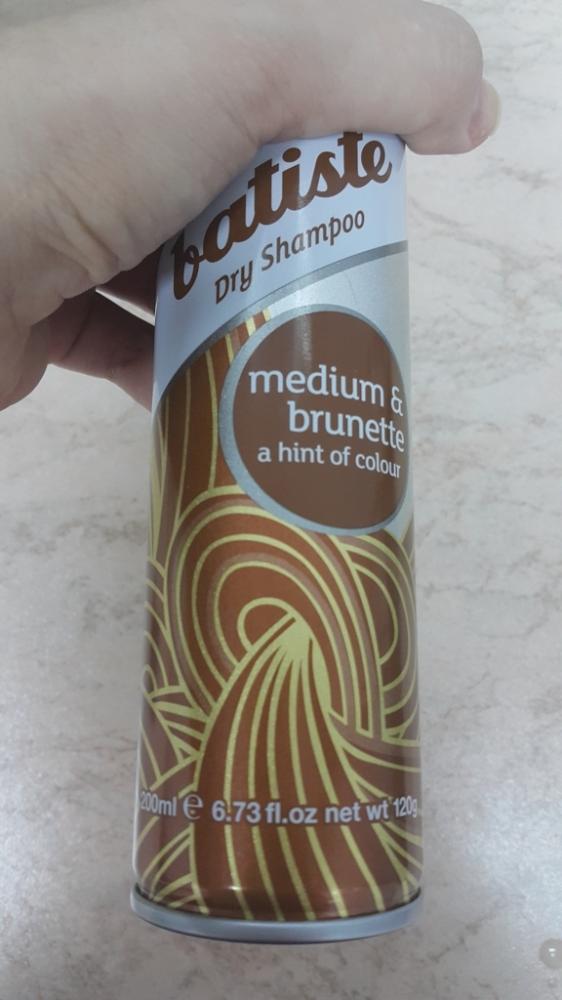 batiste
Dry Shampoo
medium &
brunette
a hint of colour
200ml ℮ 6.73 fl.oz net wt 120g